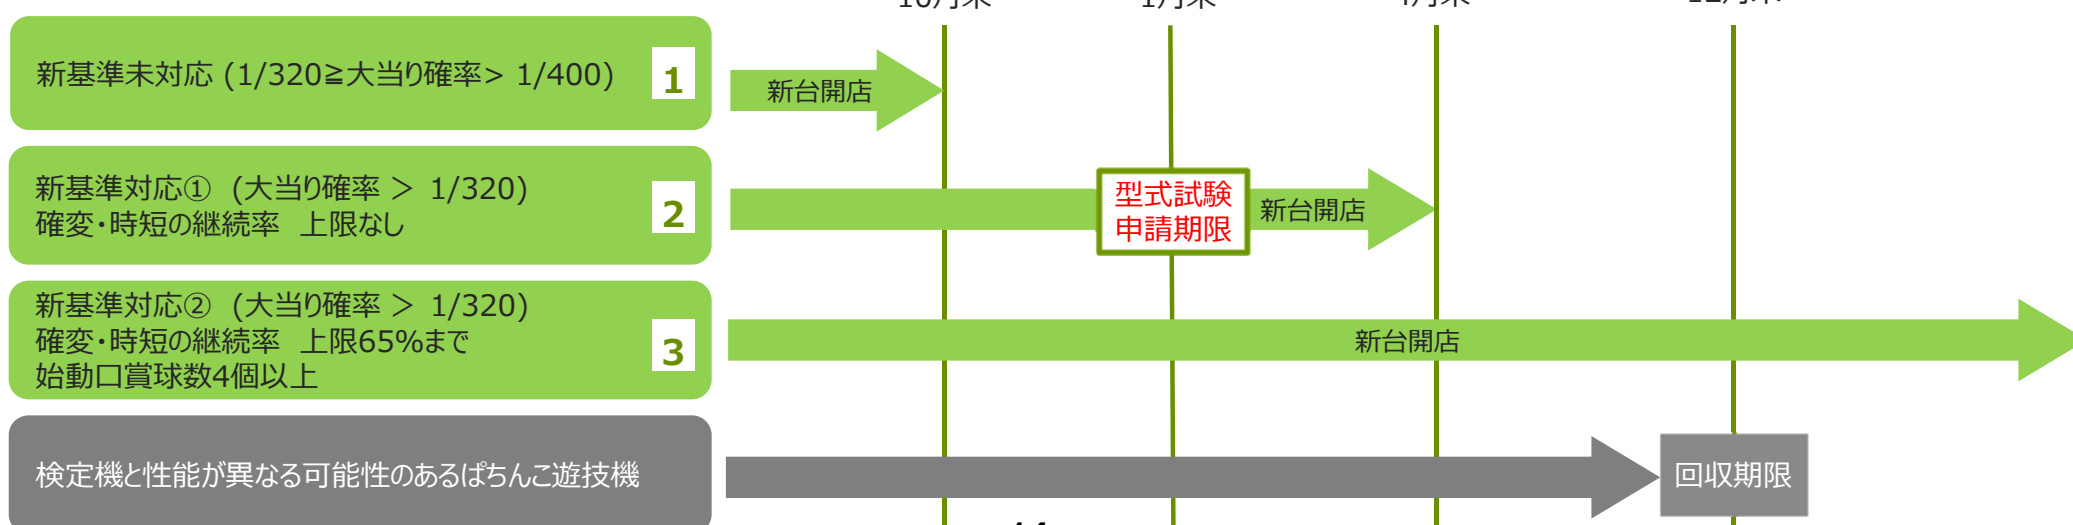 新基準未対応 (1/320≧大当り確率> 1/400)
1
新台開店
新基準対応① (大当り確率 ＞ 1/320)
確変・時短の継続率 上限なし
2
型式試験
申請期限
新台開店
新基準対応② (大当り確率 ＞ 1/320)
確変・時短の継続率 上限65%まで
始動口賞球数4個以上
3
新台開店
検定機と性能が異なる可能性のあるぱちんこ遊技機
回収期限